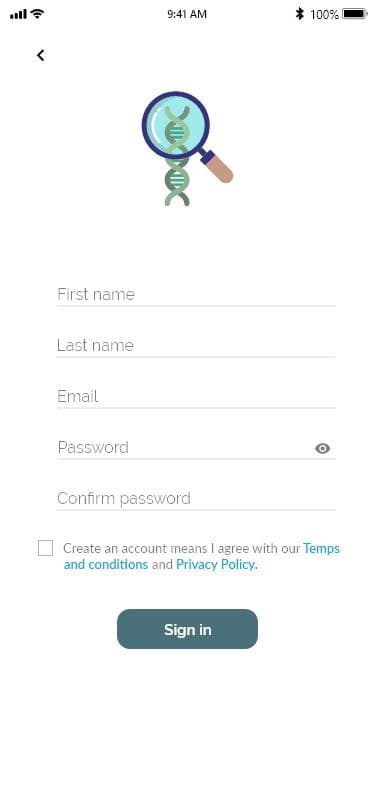 9:41 AM
100%
First name
Last name
Email
Password
Confirm password
Create an account means I agree with our Temps
and conditions and Privacy Policy.
Sign in